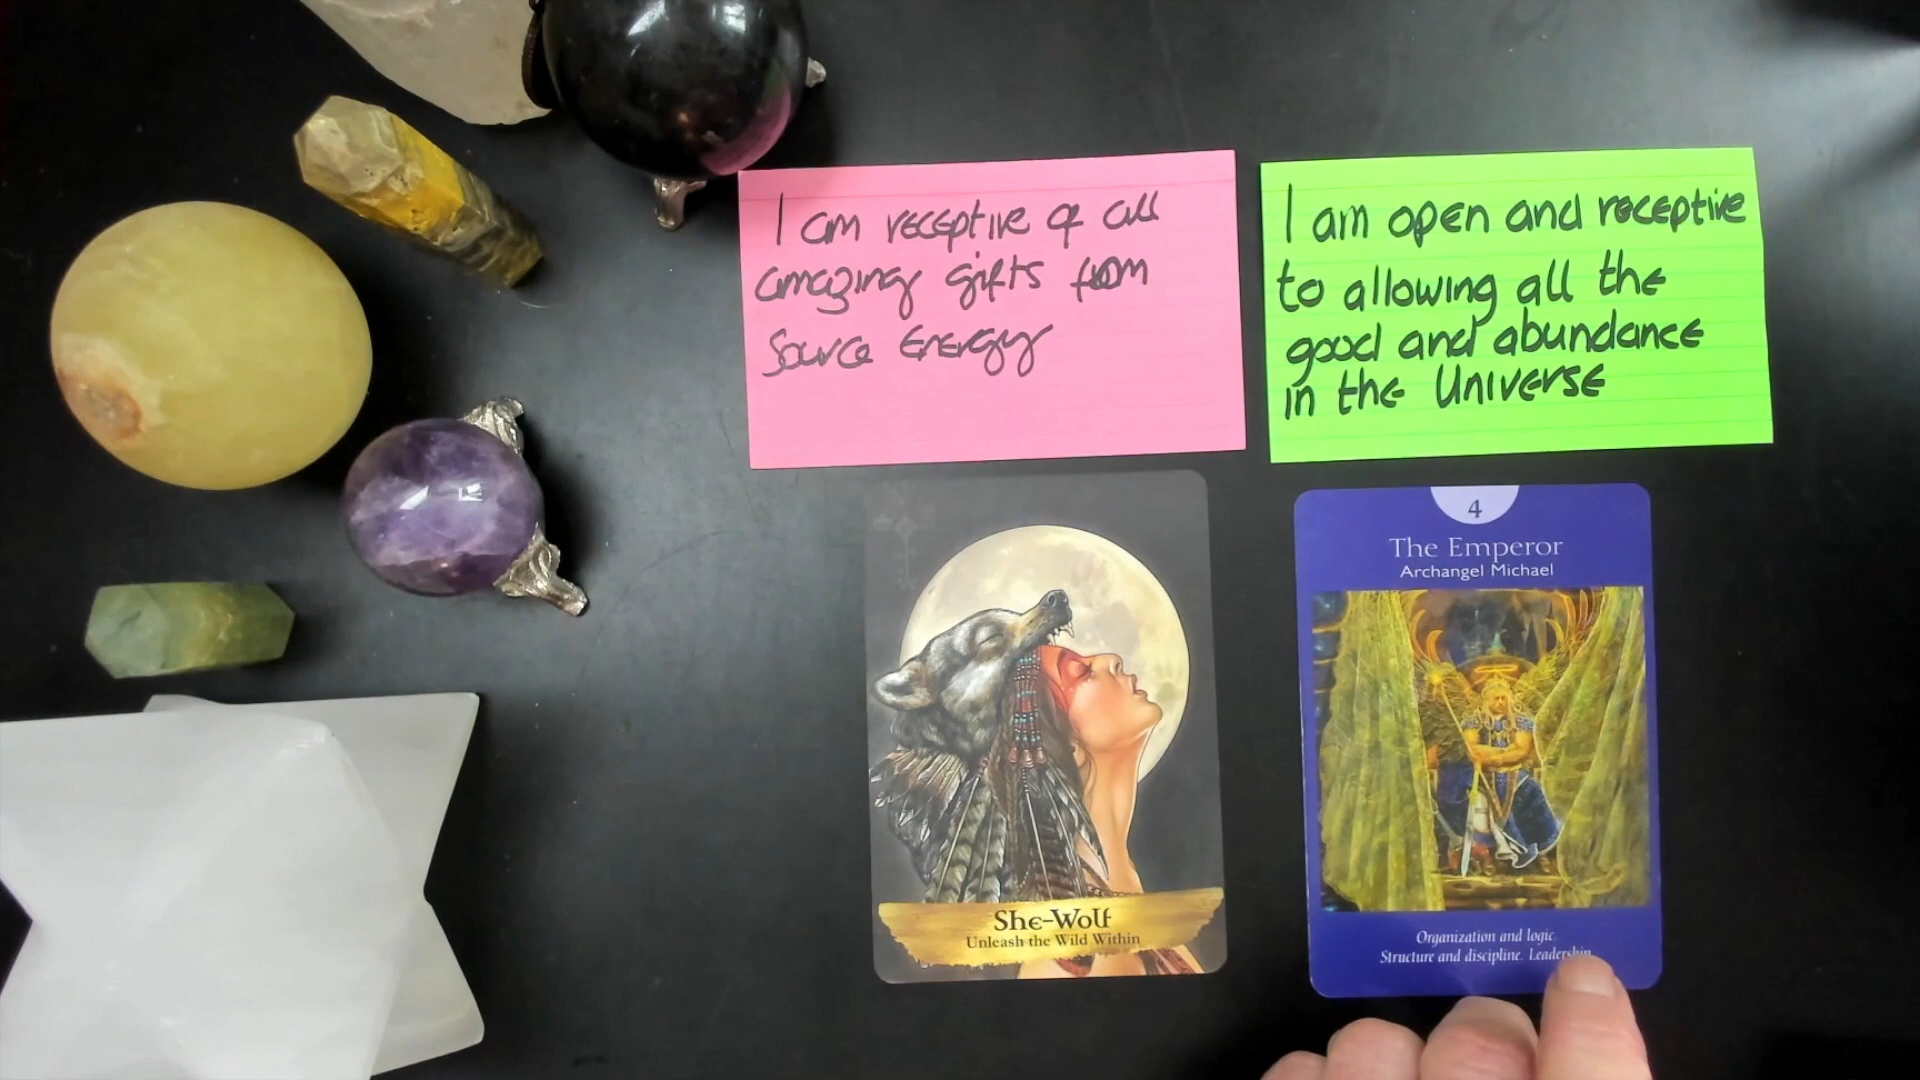 I am receptive of all
amazing gifts from
Source Energy
I am open and receptive
to allowing all the
good and abundance
in the Universe
She-Wolf
Unleash the Wild Within
4
The Emperor
Archangel Michael
Organization and logic.
Structure and discipline. Leadership